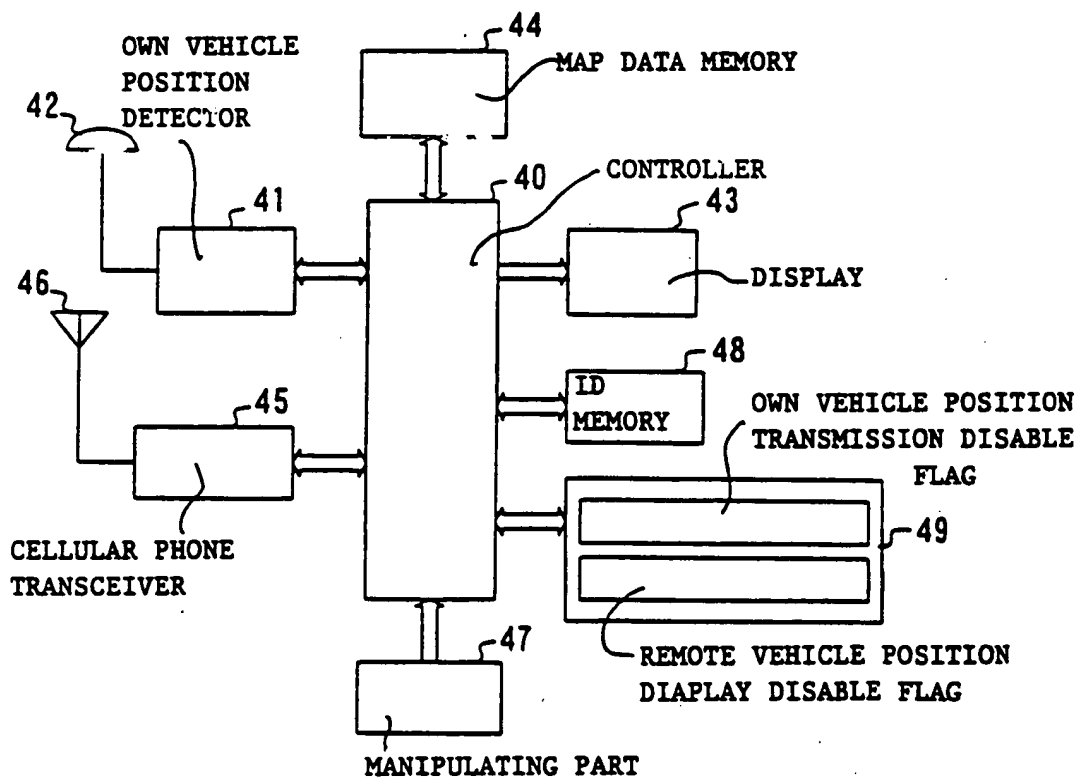 44
OWN VEHICLE
POSITION
DETECTOR
MAP DATA MEMORY
42
40
CONTROLLER
41
43
DISPLAY
46
48
ID
MEMORY
45
OWN VEHICLE POSITION
TRANSMISSION DISABLE
FLAG
49
CELLULAR PHONE
TRANSCEIVER
47
REMOTE VEHICLE POSITION
DIAPLAY DISABLE FLAG
MANIPULATING PART